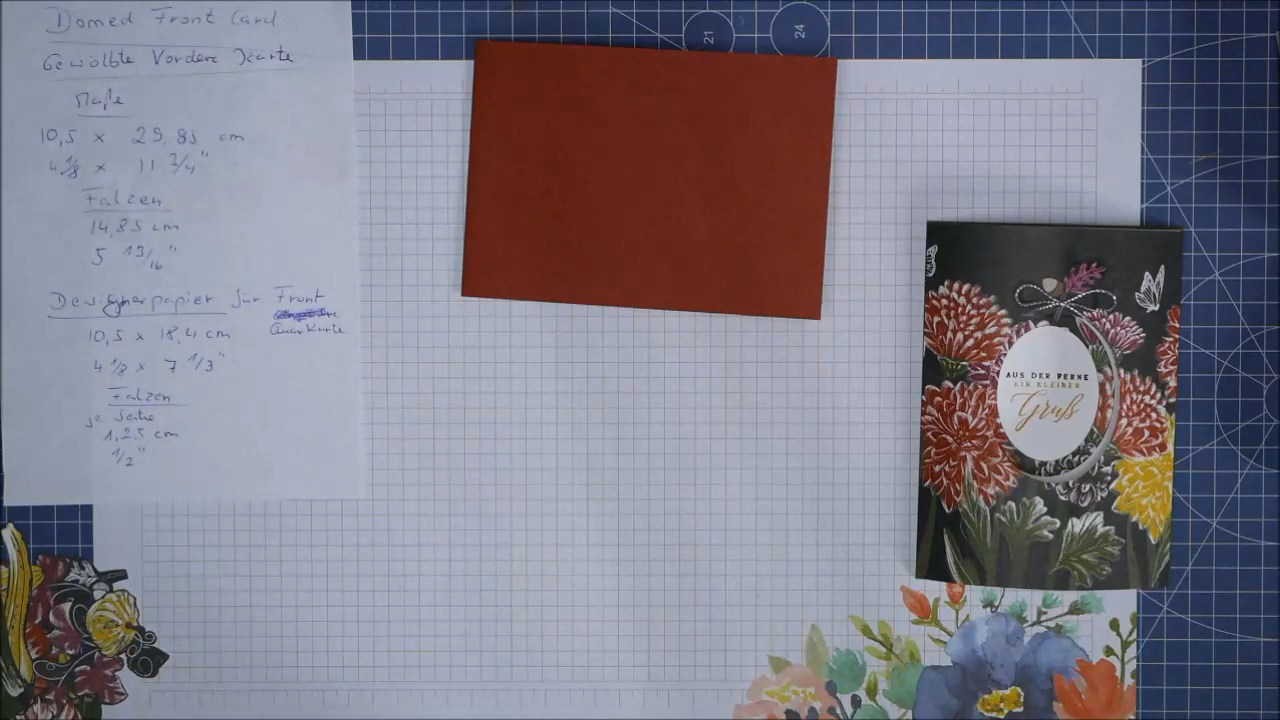 Domed Front Card
Gewölbte Vordere Karte
Maße
10,5 x 29,85 cm
4 1/8 x 11 3/4"
Falzen
14,85 cm
5 13/16"
Designerpapier für Front
Quer Karte
10,5 x 18,4 cm
4 1/8 x 7 1/3"
Falzen
je Seite
1,25 cm
1/2"
21
24
AUS DER FERNE
EIN KLEINER
Gruß